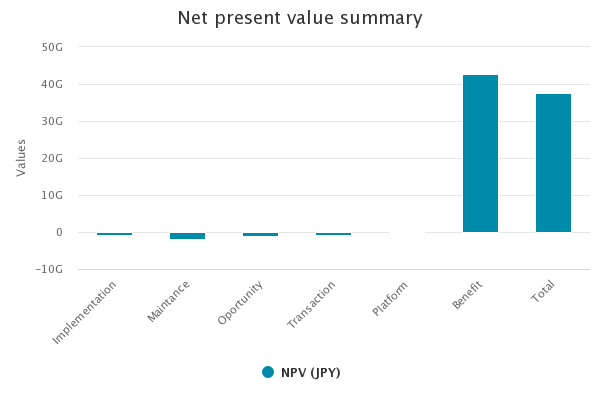 Net present value summary
50G
40G
30G
20G
10G
0
−10G
Values
Implementation
Maintance
Oportunity
Transaction
Platform
Benefit
Total
NPV (JPY)